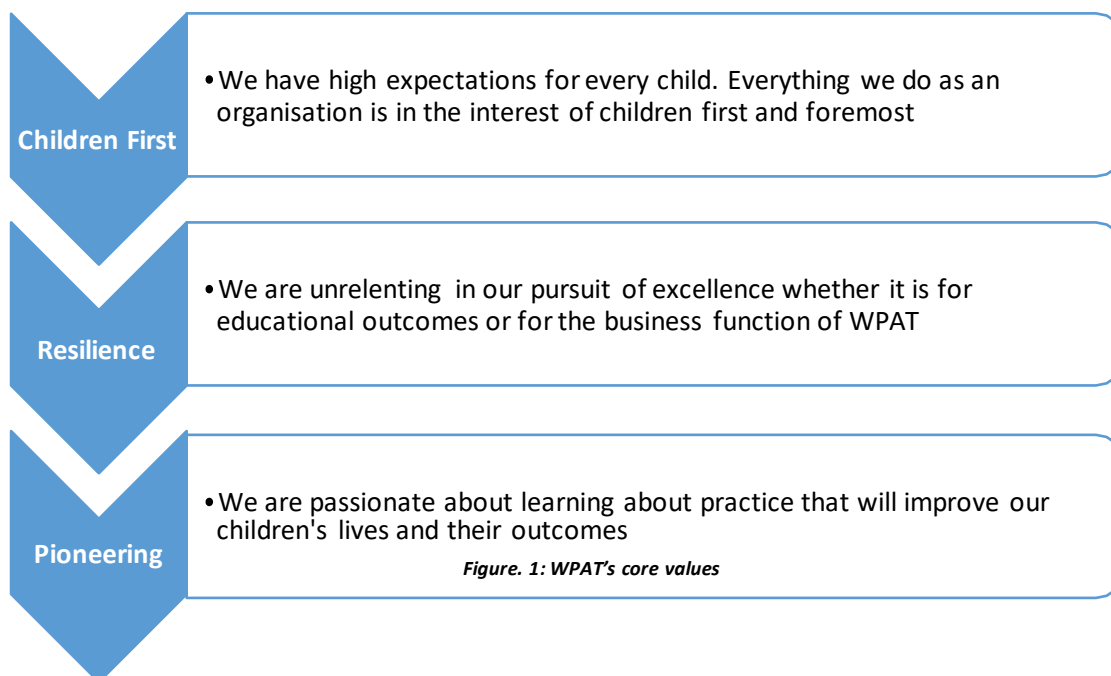 Children First
•We have high expectations for every child. Everything we do as an
organisation is in the interest of children first and foremost
Resilience
•We are unrelenting in our pursuit of excellence whether it is for
educational outcomes or for the business function of WPAT
Pioneering
•We are passionate about learning about practice that will improve our
children's lives and their outcomes
Figure. 1: WPAT’s core values